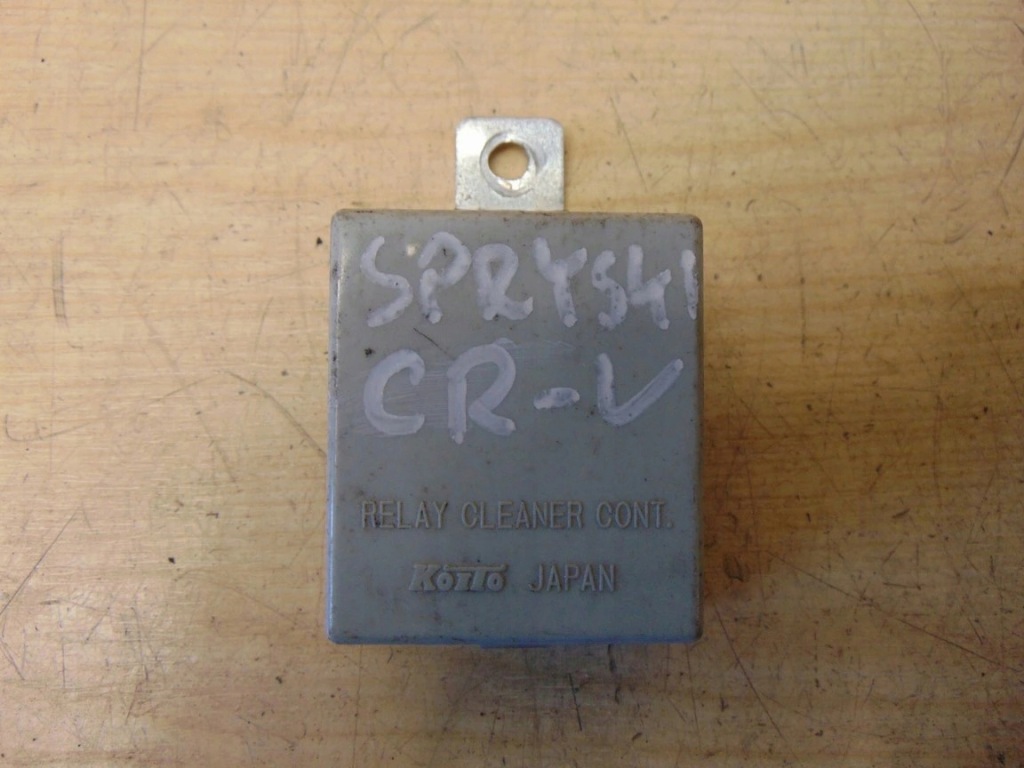 SPRYSKI
CR-V
RELAY CLEANER CONT.
KOITO JAPAN